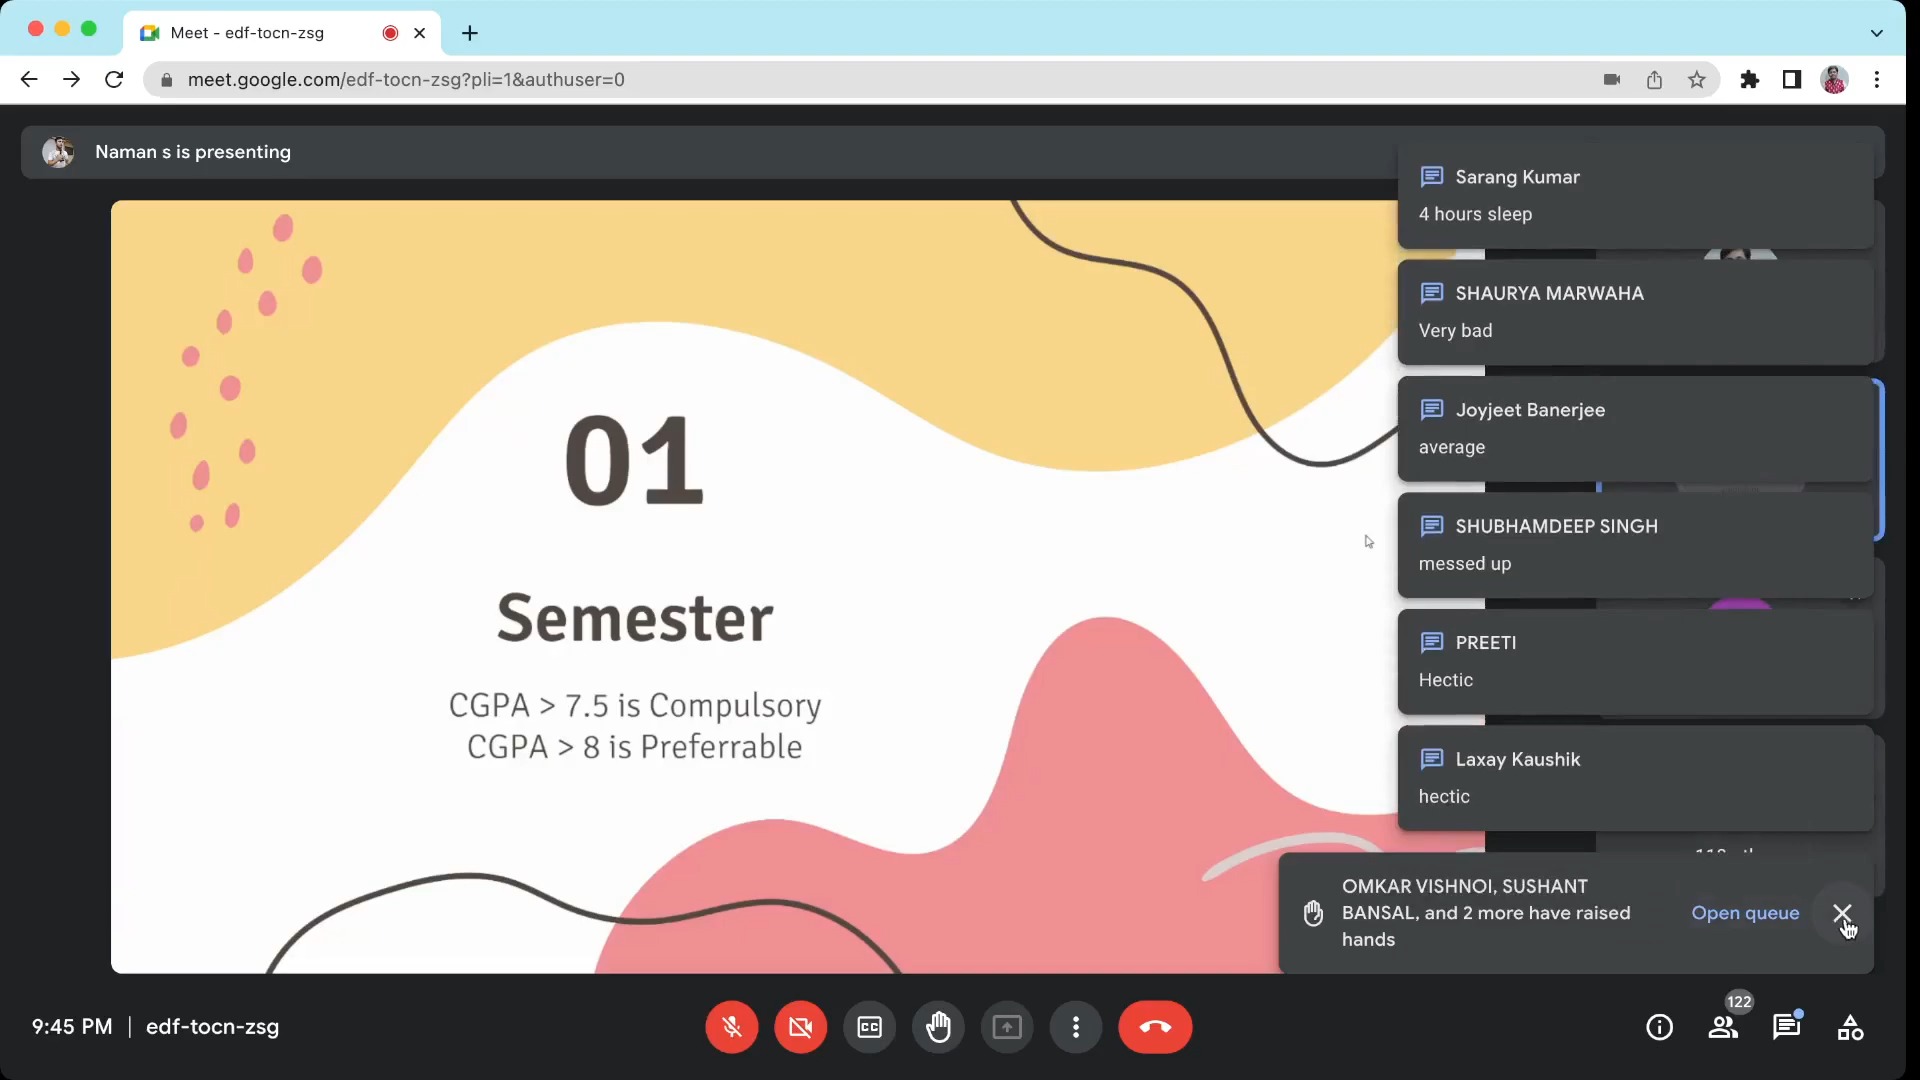 Meet - edf-tocn-zsg
meet.google.com/edf-tocn-zsg?pli=1&authuser=0
Naman s is presenting
01
Semester
CGPA > 7.5 is Compulsory
CGPA > 8 is Preferrable
Sarang Kumar
4 hours sleep
SHAURYA MARWAHA
Very bad
Joyjeet Banerjee
average
SHUBHAMDEEP SINGH
messed up
PREETI
Hectic
Laxay Kaushik
hectic
OMKAR VISHNOI, SUSHANT
BANSAL, and 2 more have raised
hands
Open queue
9:45 PM | edf-tocn-zsg
CC
122